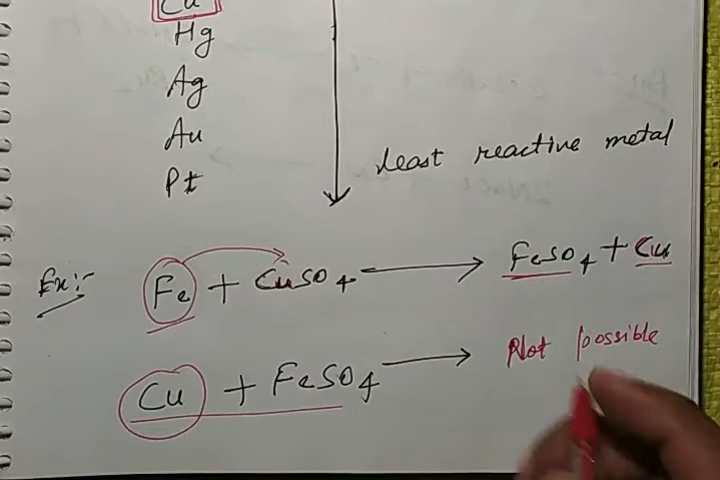 Cu
Hg
Ag
Au
Pt
Least reactive metal
Ex:- Fe + CuSO4 → FeSO4 + Cu
Cu + FeSO4 → Not possible